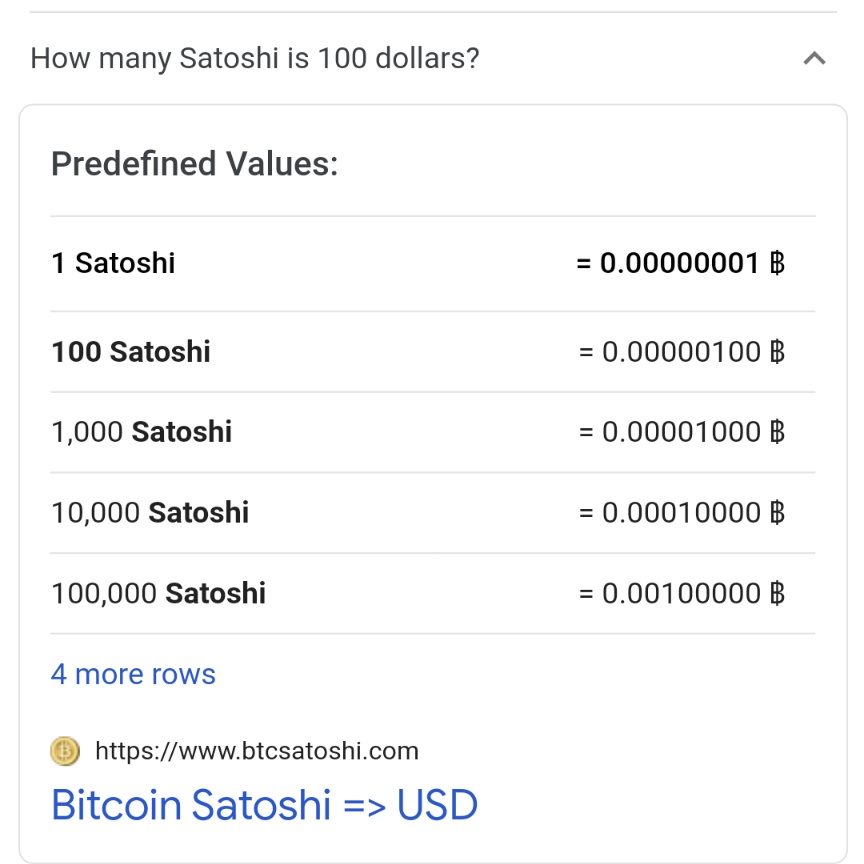 How many Satoshi is 100 dollars?
Predefined Values:
1 Satoshi = 0.00000001 ฿
100 Satoshi = 0.00000100 ฿
1,000 Satoshi = 0.00001000 ฿
10,000 Satoshi = 0.00010000 ฿
100,000 Satoshi = 0.00100000 ฿
4 more rows
https://www.btcsatoshi.com
Bitcoin Satoshi => USD